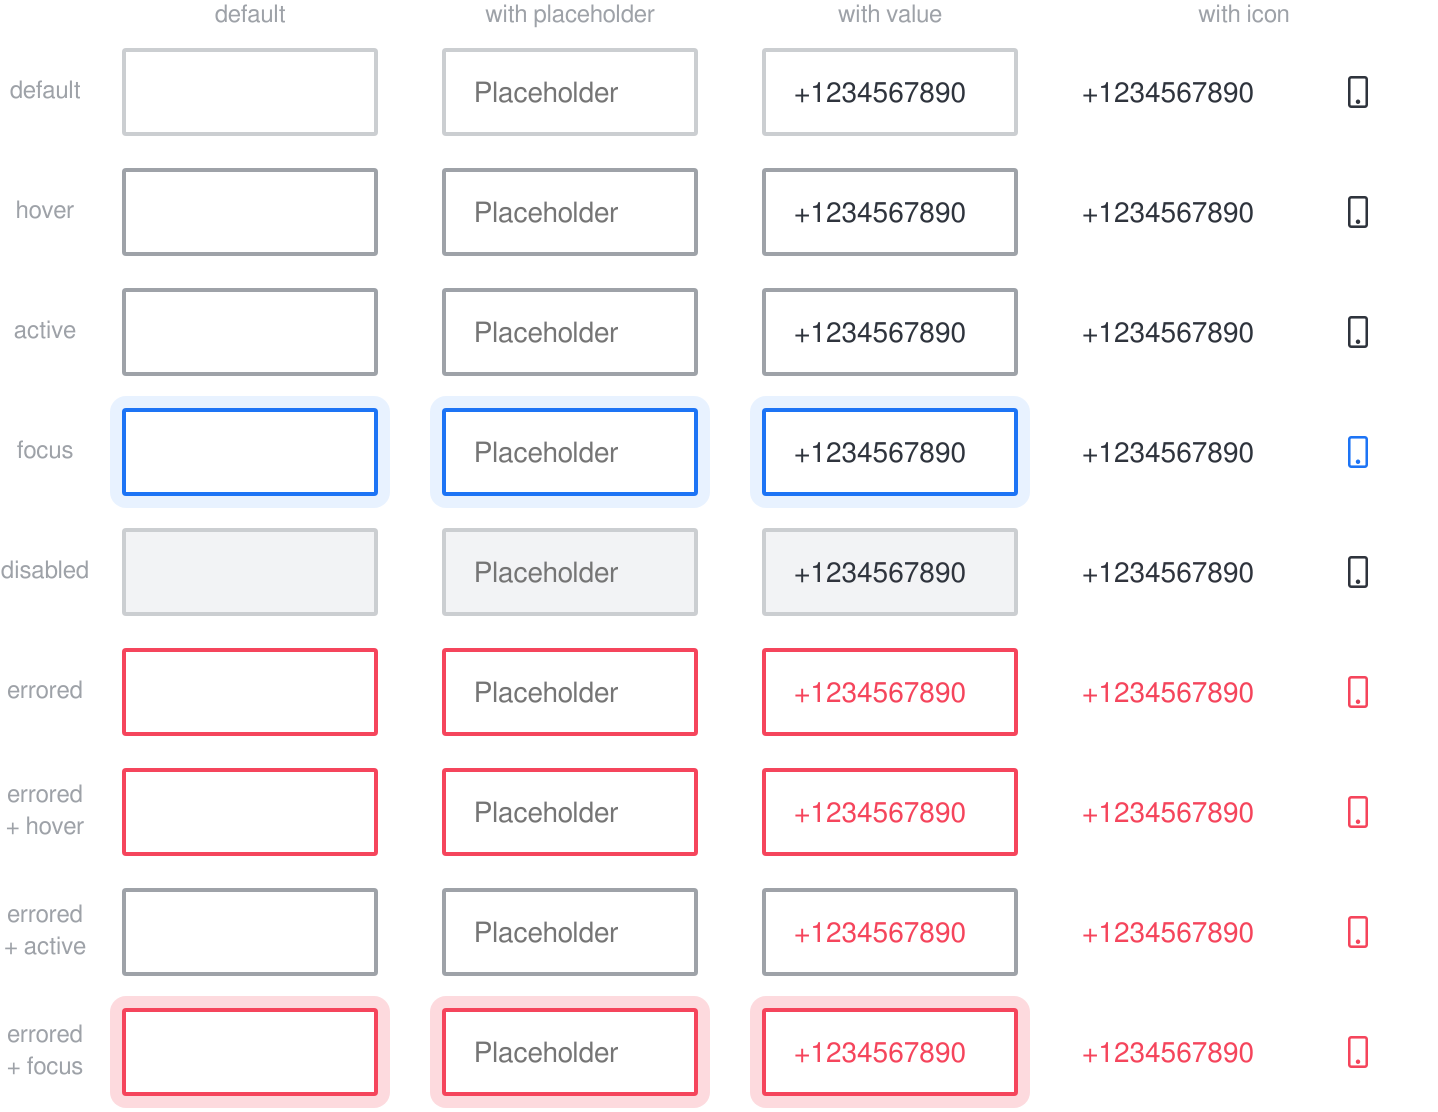 default with placeholder with value with icon
default Placeholder +1234567890 +1234567890
hover Placeholder +1234567890 +1234567890
active Placeholder +1234567890 +1234567890
focus Placeholder +1234567890 +1234567890
disabled Placeholder +1234567890 +1234567890
errored Placeholder +1234567890 +1234567890
errored
+ hover Placeholder +1234567890 +1234567890
errored
+ active Placeholder +1234567890 +1234567890
errored
+ focus Placeholder +1234567890 +1234567890